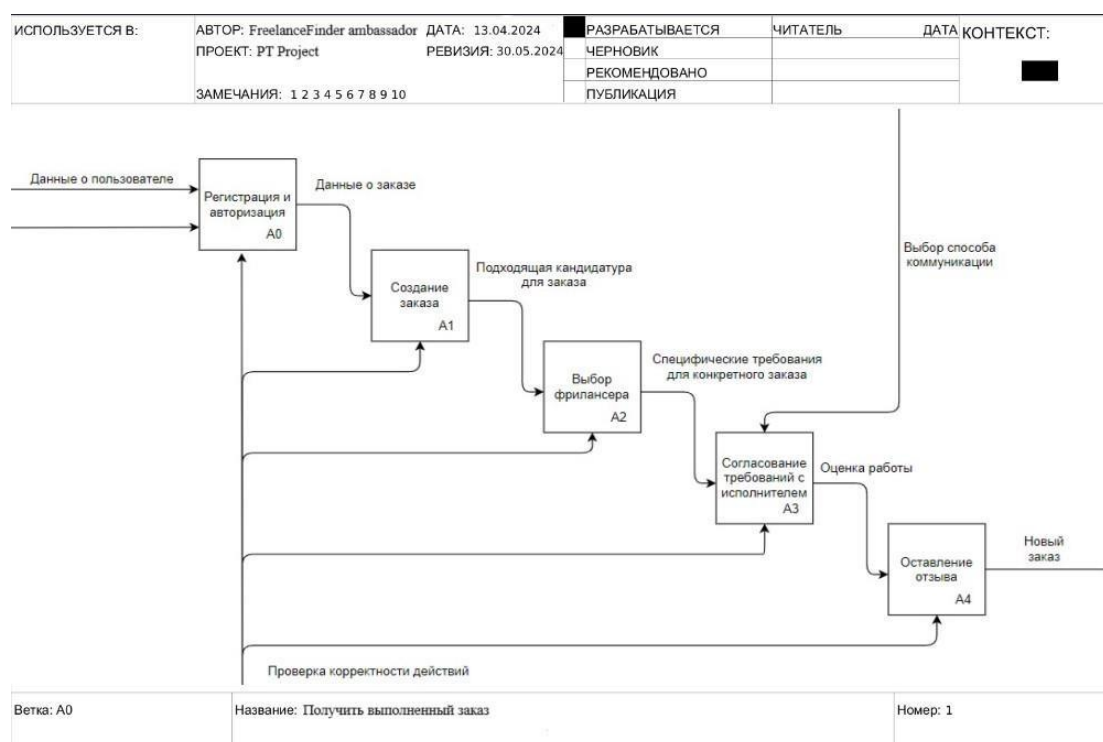 ИСПОЛЬЗУЕТСЯ В:
АВТОР: FreelanceFinder ambassador
ДАТА: 13.04.2024
ПРОЕКТ: PT Project
РЕВИЗИЯ: 30.05.2024
ЗАМЕЧАНИЯ: 1 2 3 4 5 6 7 8 9 10
РАЗРАБАТЫВАЕТСЯ
ЧЕРНОВИК
РЕКОМЕНДОВАНО
ПУБЛИКАЦИЯ
ЧИТАТЕЛЬ
ДАТА
КОНТЕКСТ:
Данные о пользователе
Регистрация и
авторизация
A0
Данные о заказе
Создание
заказа
A1
Подходящая кандидатура
для заказа
Выбор
фрилансера
A2
Специфические требования
для конкретного заказа
Выбор способа
коммуникации
Согласование
требований с
исполнителем
A3
Оценка работы
Оставление
отзыва
A4
Новый
заказ
Проверка корректности действий
Ветка: A0
Название: Получить выполненный заказ
Номер: 1